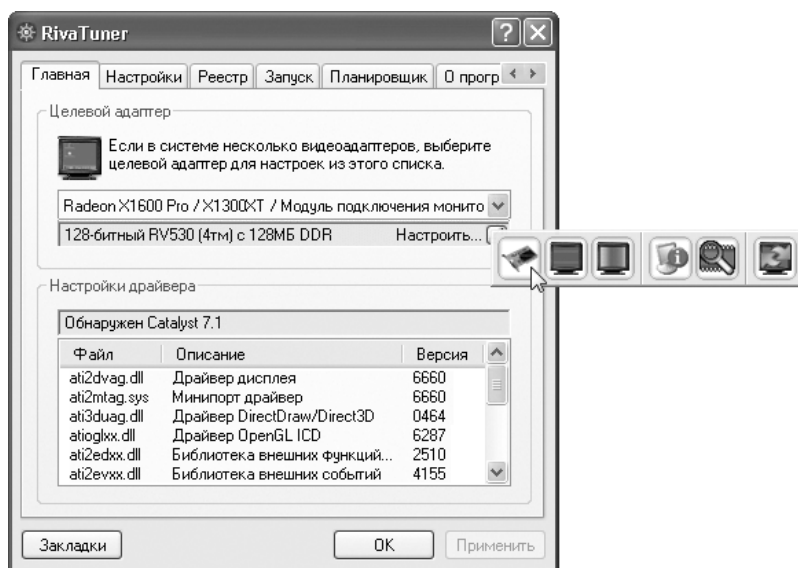 RivaTuner
Главная Настройки Реестр Запуск Планировщик О прогр
Целевой адаптер
Если в системе несколько видеоадаптеров, выберите
целевой адаптер для настроек из этого списка.
Radeon X1600 Pro / X1300XT / Модуль подключения монито
128-битный RV530 (4тм) с 128МБ DDR Настроить...
Настройки драйвера
Обнаружен Catalyst 7.1
Файл Описание Версия
ati2dvag.dll Драйвер дисплея 6660
ati2mtag.sys Минипорт драйвер 6660
ati3duag.dll Драйвер DirectDraw/Direct3D 0464
atioglxx.dll Драйвер OpenGL ICD 6287
ati2edxx.dll Библиотека внешних функций... 2510
ati2evxx.dll Библиотека внешних событий 4155
Закладки OK Применить